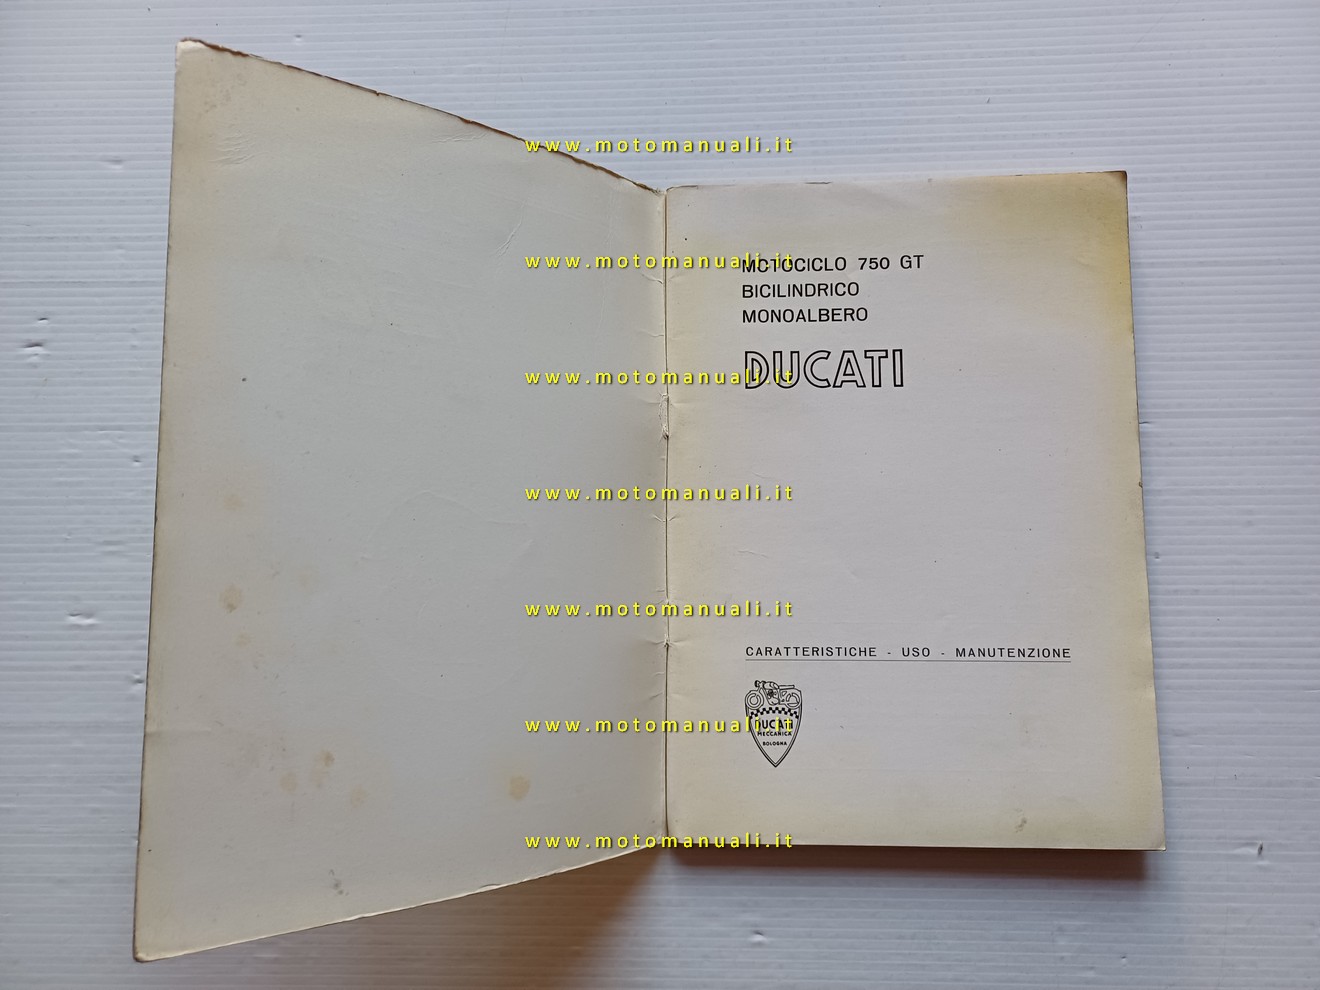 www.motomanuali.it
www.motomanuali.it
MOTOCICLO 750 GT
BICILINDRICO
MONOALBERO
www.motomanuali.it
DUCATI
www.motomanuali.it
www.motomanuali.it
CARATTERISTICHE - USO - MANUTENZIONE
www.motomanuali.it
DUCATI
MECCANICA
BOLOGNA
www.motomanuali.it